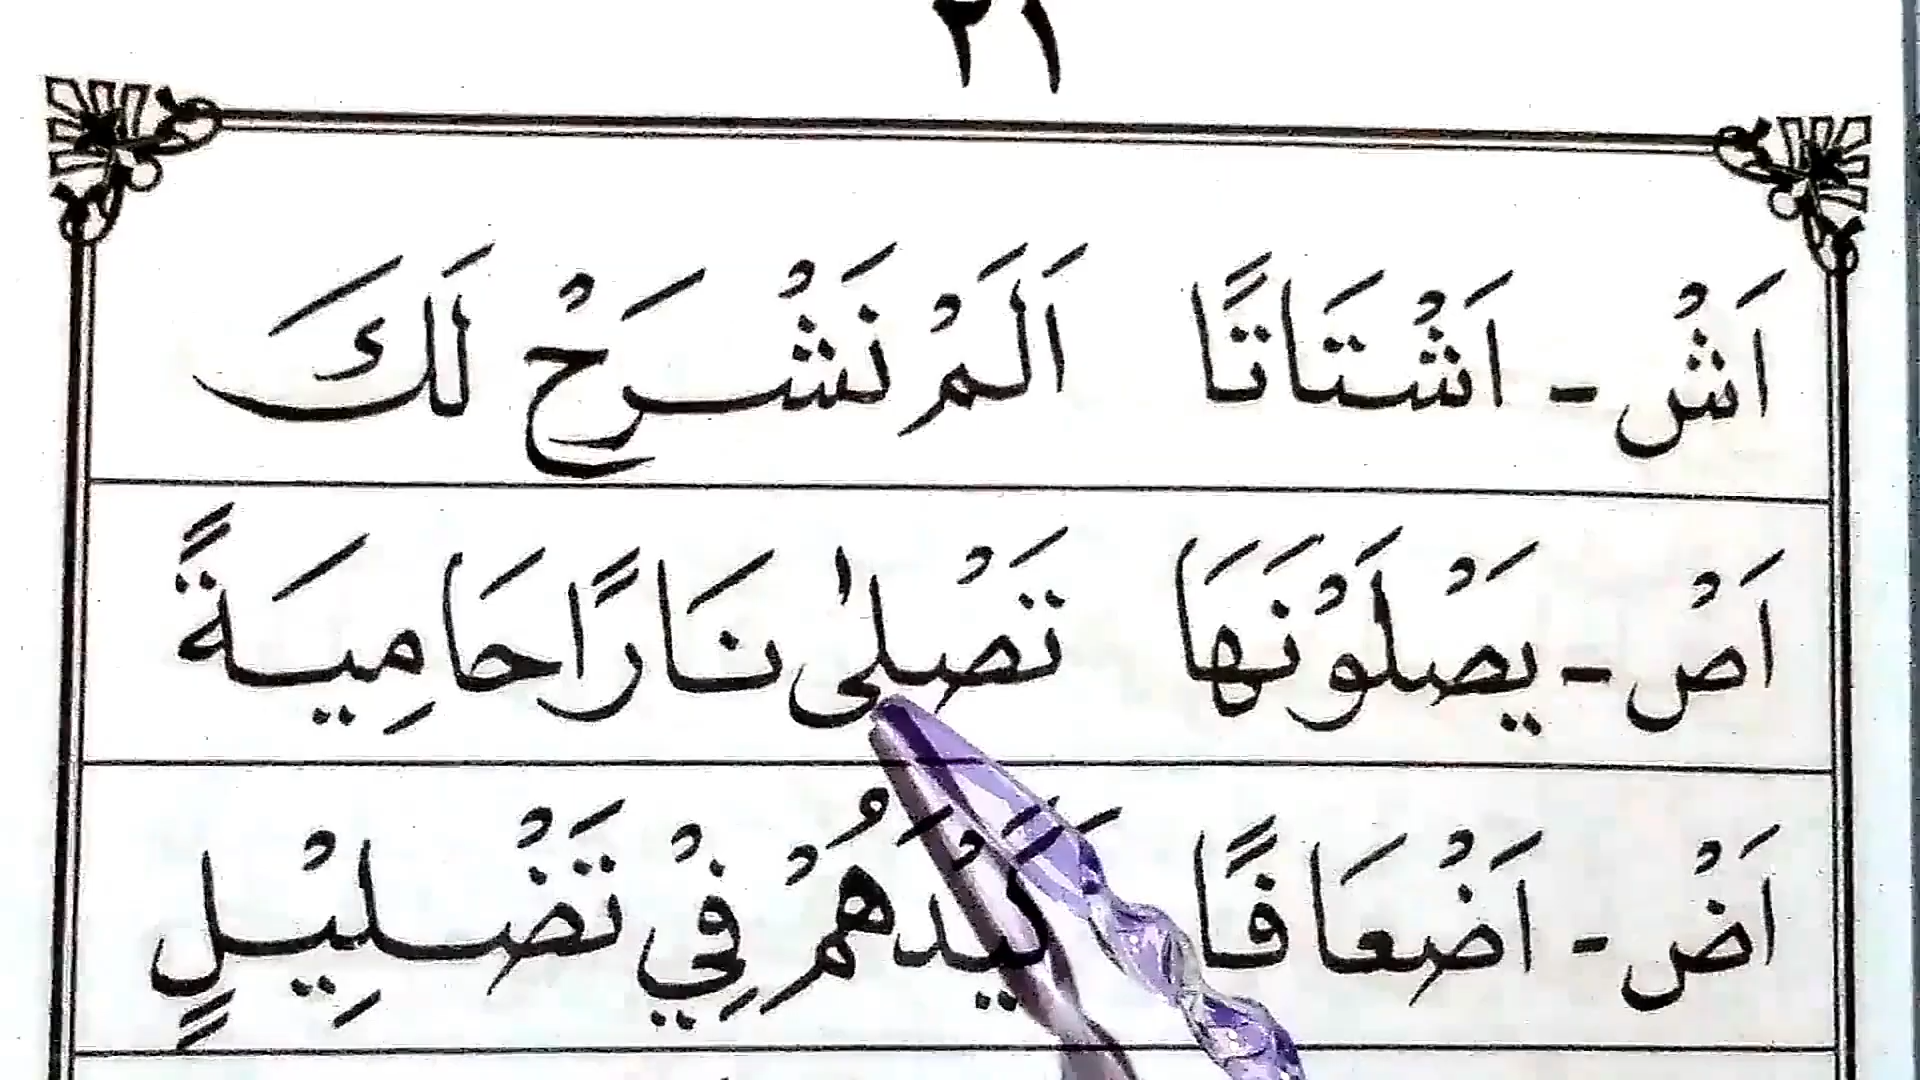 ٢١
اَشْ - اَشْتَاتًا اَلَمْ نَشْرَحْ لَكَ
اَصْ - يَصْلَوْنَهَا تَصْلٰى نَارًا حَامِيَةً
اَضْ - اَضْعَافًا كَيْدَهُمْ فِيْ تَضْلِيْلٍ